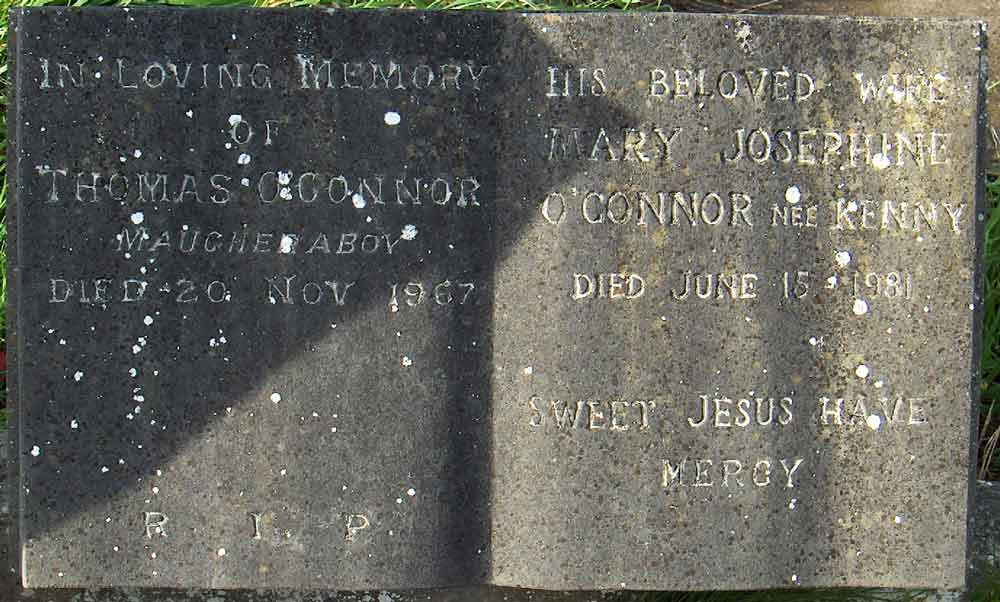 IN LOVING MEMORY
OF
THOMAS O'CONNOR
MAUGHERABOY
DIED 20 NOV 1967
R I P
HIS BELOVED WIFE
MARY JOSEPHINE
O'CONNOR NEE KENNY
DIED JUNE 15 1981
SWEET JESUS HAVE
MERCY